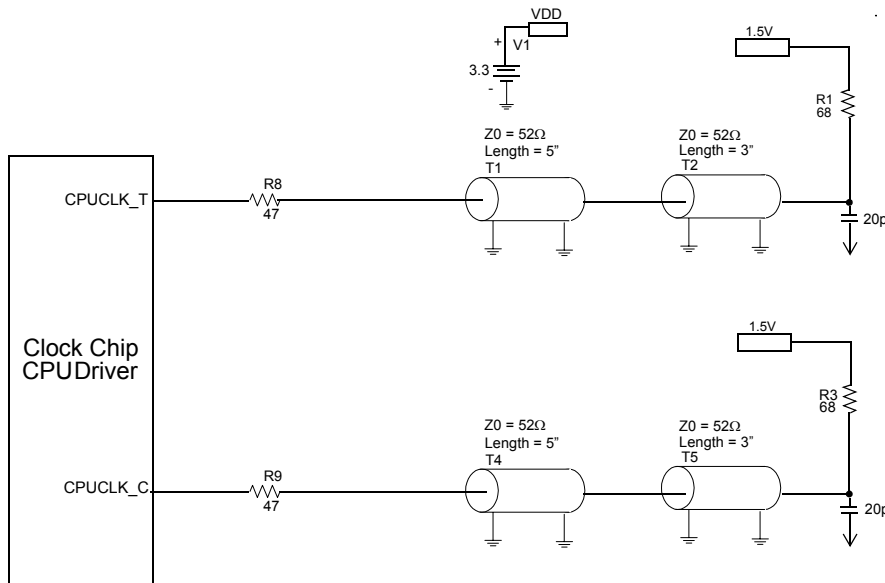 VDD
+
V1
3.3
-
1.5V
R1
68
Z0 = 52Ω
Length = 5"
T1
Z0 = 52Ω
Length = 3"
T2
CPUCLK_T
R8
47
20p
Clock Chip
CPUDriver
1.5V
R3
68
Z0 = 52Ω
Length = 5"
T4
Z0 = 52Ω
Length = 3"
T5
CPUCLK_C
R9
47
20p